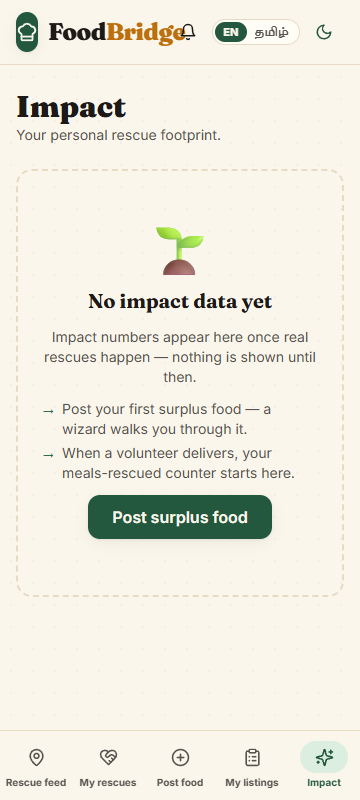 FoodBridge EN தமிழ்
Impact
Your personal rescue footprint.
No impact data yet
Impact numbers appear here once real
rescues happen — nothing is shown until
then.
→ Post your first surplus food — a
wizard walks you through it.
→ When a volunteer delivers, your
meals-rescued counter starts here.
Post surplus food
Rescue feed My rescues Post food My listings Impact